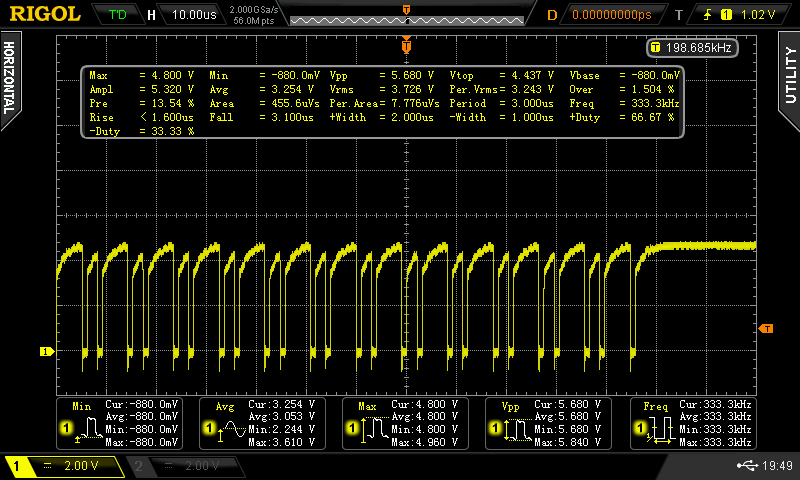 RIGOL T'D H 10.00us 2.000GSa/s 56.0M pts D 0.00000000ps T 1 1.02 V
T 198.685kHz
HORIZONTAL
UTILITY
Max = 4.800 V Min = -880.0mV Vpp = 5.680 V Vtop = 4.437 V Vbase = -880.0mV
Ampl = 5.320 V Avg = 3.254 V Vrms = 3.726 V Per.Vrms= 3.243 V Over = 1.504 %
Pre = 13.54 % Area = 455.6uVs Per.Area= 7.776uVs Period = 3.000us Freq = 333.3kHz
Rise < 1.600us Fall = 3.100us +Width = 2.000us -Width = 1.000us +Duty = 66.67 %
-Duty = 33.33 %
T
1
T
Min Cur:-880.0mV
Avg:-880.0mV
1 Min:-880.0mV
Max:-880.0mV
Avg Cur: 3.254 V
Avg: 3.053 V
1 Min: 2.244 V
Max: 3.610 V
Max Cur: 4.800 V
Avg: 4.800 V
1 Min: 4.800 V
Max: 4.960 V
Vpp Cur: 5.680 V
Avg: 5.680 V
1 Min: 5.680 V
Max: 5.840 V
Freq Cur: 333.3kHz
Avg: 333.3kHz
1 Min: 333.3kHz
Max: 333.3kHz
1 2.00 V 2 2.00 V 19:49